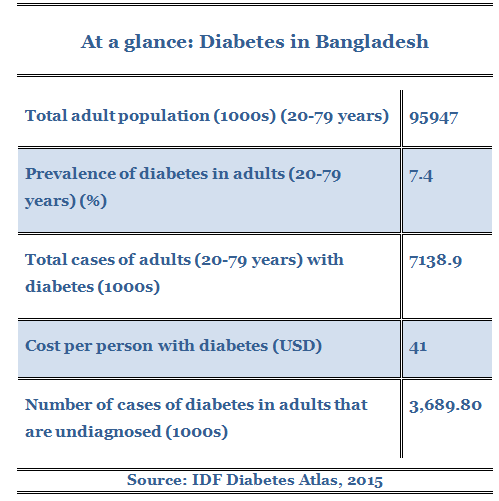 At a glance: Diabetes in Bangladesh
Total adult population (1000s) (20-79 years) 95947
Prevalence of diabetes in adults (20-79 7.4
years) (%)
Total cases of adults (20-79 years) with 7138.9
diabetes (1000s)
Cost per person with diabetes (USD) 41
Number of cases of diabetes in adults that 3,689.80
are undiagnosed (1000s)
Source: IDF Diabetes Atlas, 2015